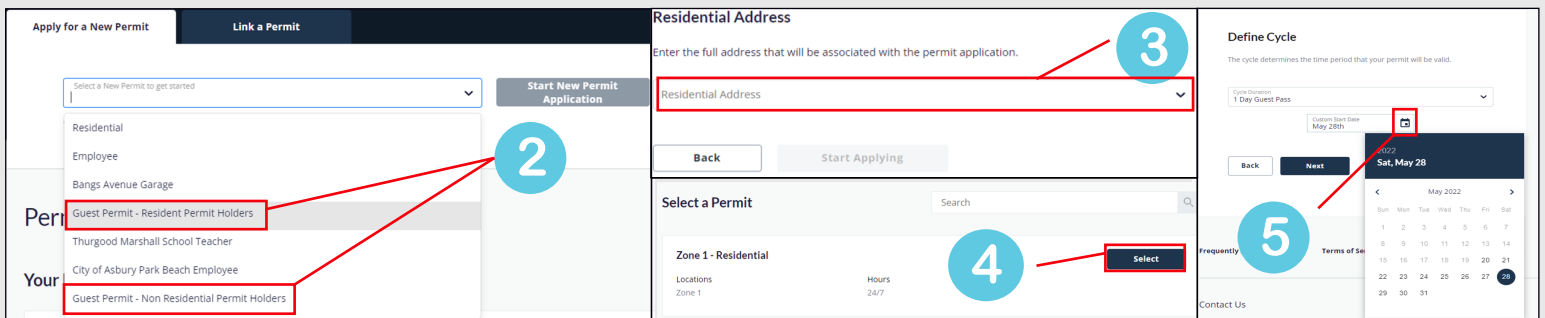 Apply for a New Permit
Link a Permit
Select a New Permit to get started
Start New Permit
Application
Residential
Employee
Bangs Avenue Garage
Guest Permit - Resident Permit Holders
Thurgood Marshall School Teacher
City of Asbury Park Beach Employee
Guest Permit - Non Residential Permit Holders
Perr
Your
2
Residential Address
Enter the full address that will be associated with the permit application.
3
Residential Address
Back
Start Applying
Select a Permit
Search
Zone 1 - Residential
Select
Locations
Hours
Zone 1
24/7
4
Define Cycle
The cycle determines the time period that your permit will be valid.
Cycle Duration
1 Day Guest Pass
Custom Start Date
May 28th
Back
Next
2022
Sat, May 28
May 2022
Sun Mon Tue Wed Thu Fri Sat
1 2 3 4 5 6 7
8 9 10 11 12 13 14
15 16 17 18 19 20 21
22 23 24 25 26 27 28
29 30 31
5
Frequently
Terms of Se
Contact Us